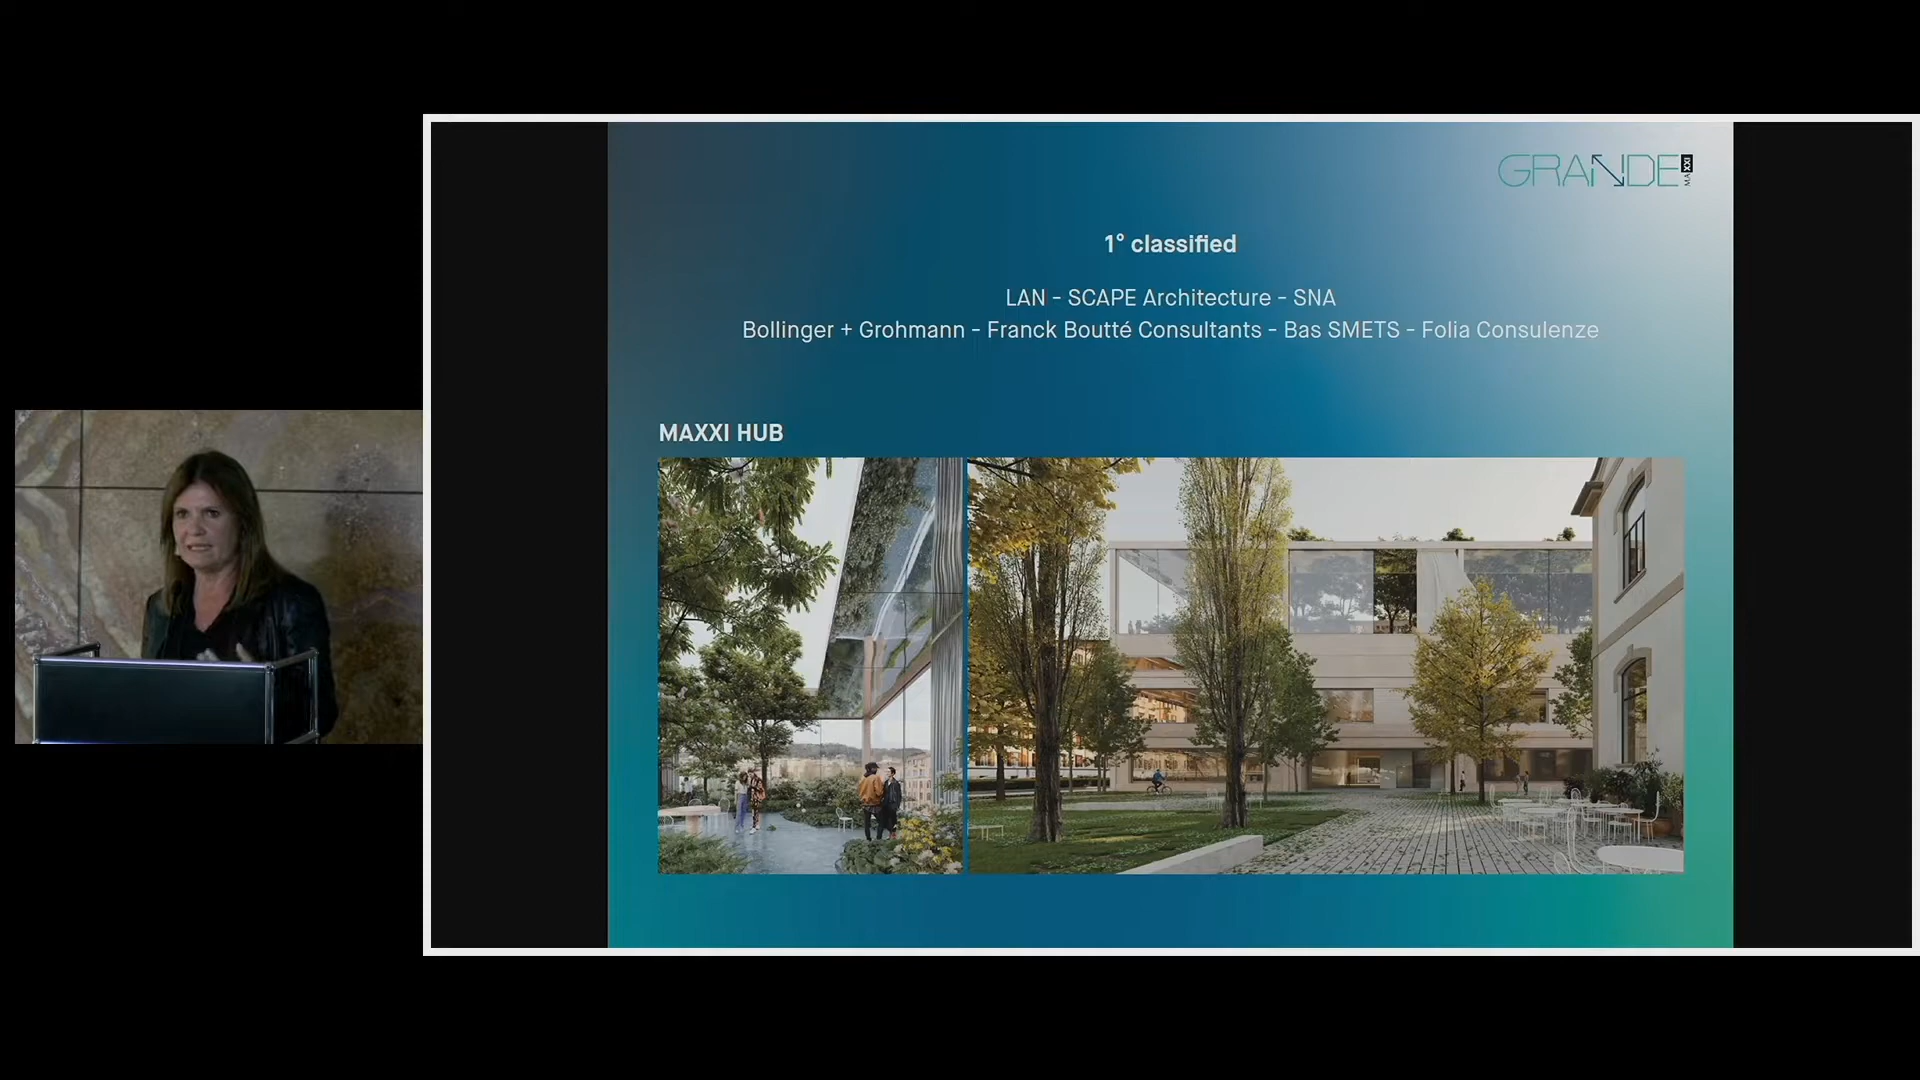 GRANDE MAXXI
1° classified
LAN - SCAPE Architecture - SNA
Bollinger + Grohmann - Franck Boutté Consultants - Bas SMETS - Folia Consulenze
MAXXI HUB